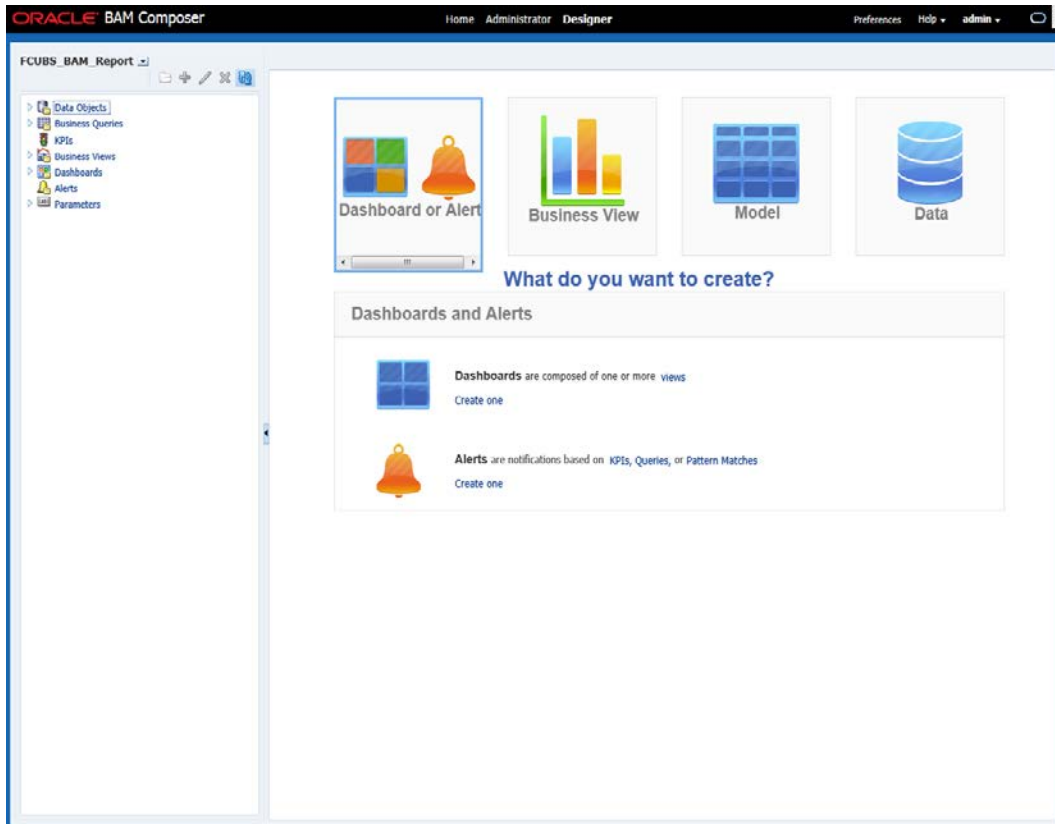 ORACLE BAM Composer
Home Administrator Designer
Preferences Help admin
FCUBS_BAM_Report
Data Objects
Business Queries
KPIs
Business Views
Dashboards
Alerts
Parameters
Dashboard or Alert
Business View
Model
Data
What do you want to create?
Dashboards and Alerts
Dashboards are composed of one or more views
Create one
Alerts are notifications based on KPIs, Queries, or Pattern Matches
Create one